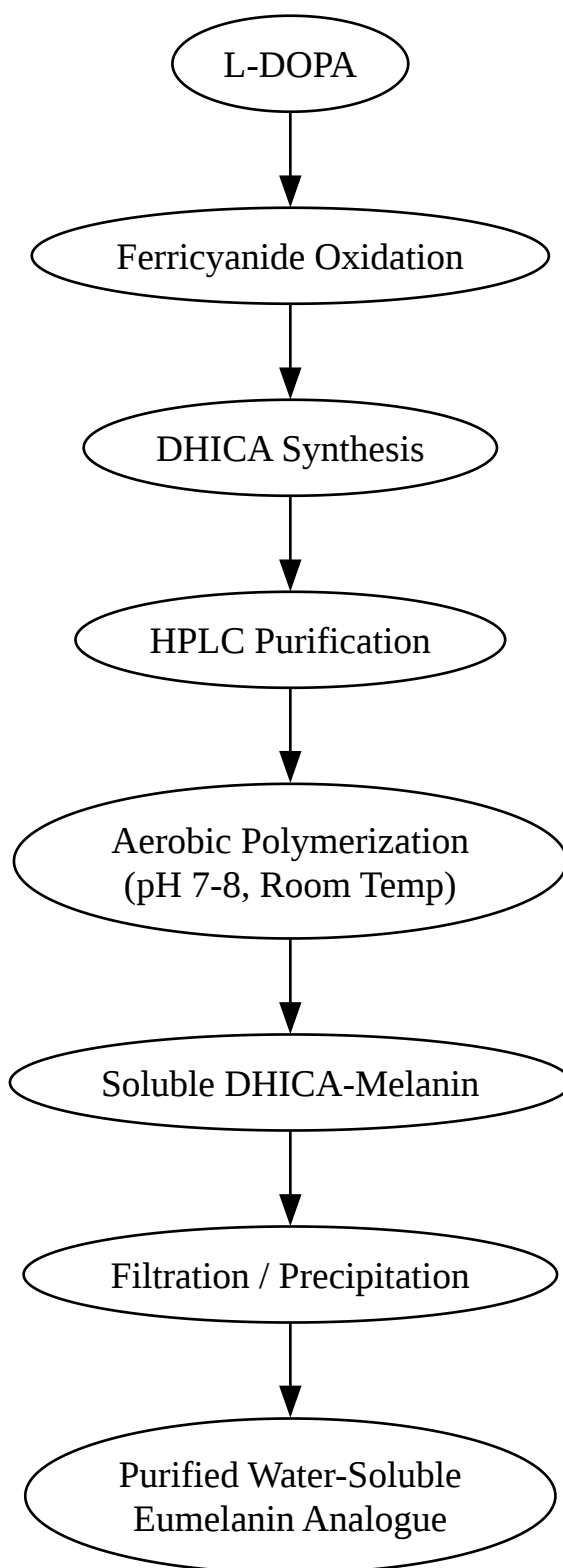 L-DOPA
Ferricyanide Oxidation
DHICA Synthesis
HPLC Purification
Aerobic Polymerization
(pH 7-8, Room Temp)
Soluble DHICA-Melanin
Filtration / Precipitation
Purified Water-Soluble
Eumelanin Analogue